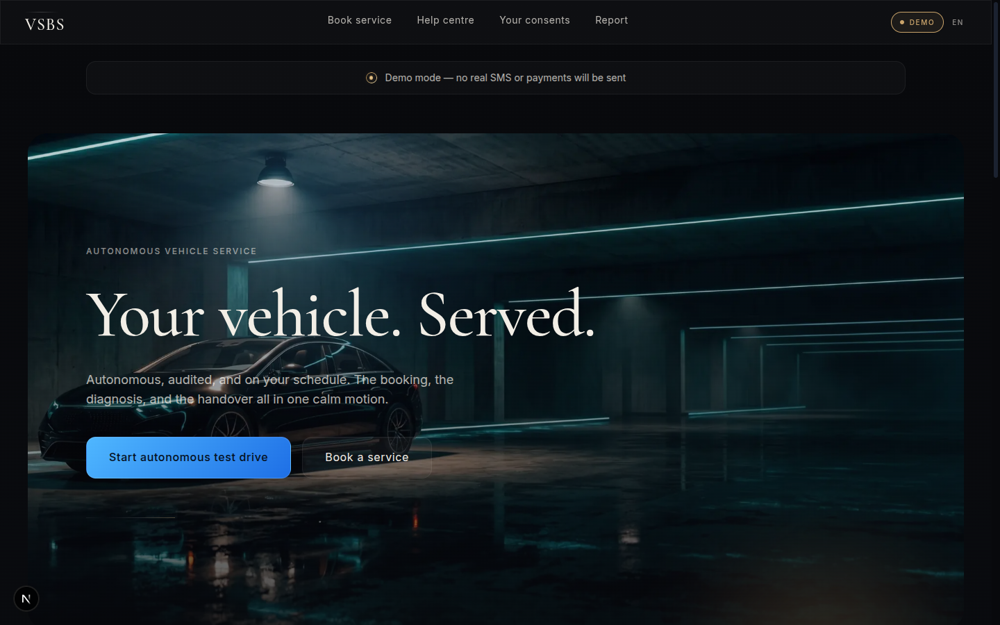 VSBS
Book service
Help centre
Your consents
Report
DEMO
EN
Demo mode — no real SMS or payments will be sent
AUTONOMOUS VEHICLE SERVICE
Your vehicle. Served.
Autonomous, audited, and on your schedule. The booking, the
diagnosis, and the handover all in one calm motion.
Start autonomous test drive
Book a service
N